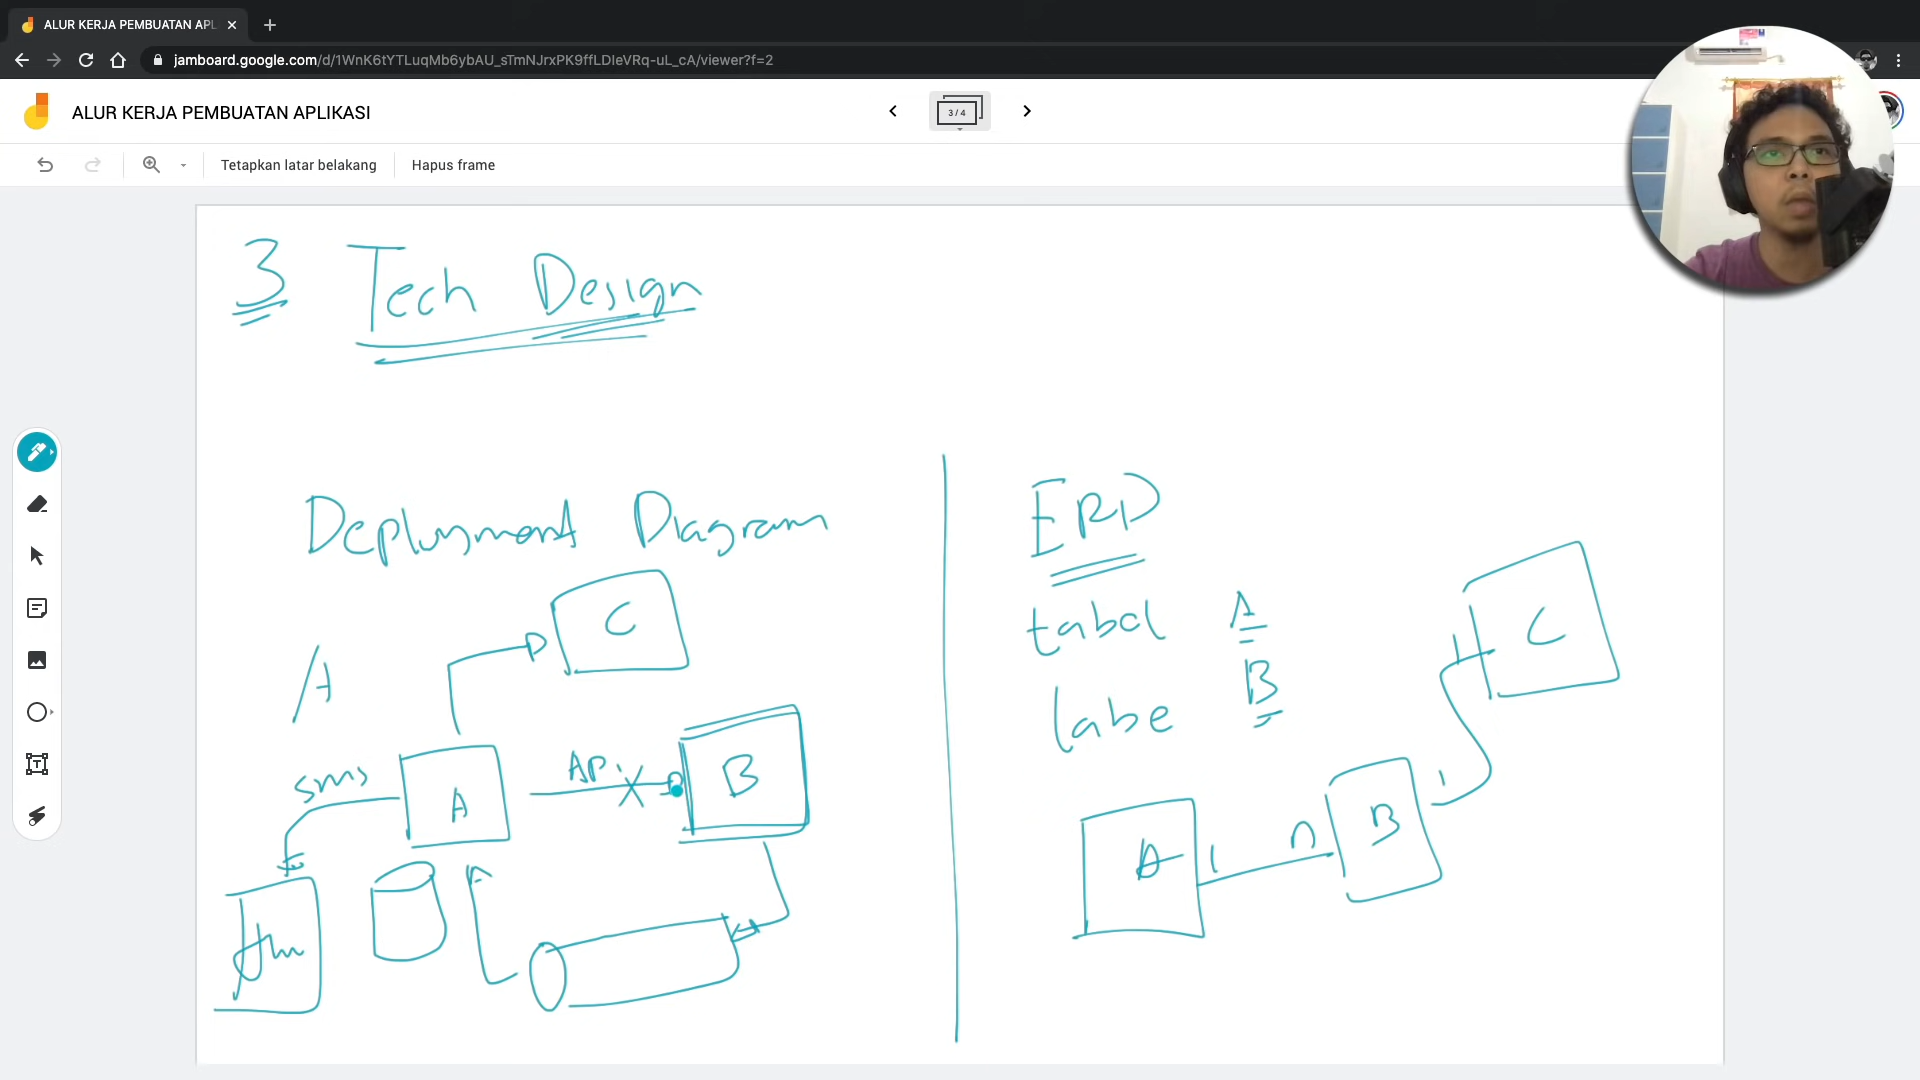 ALUR KERJA PEMBUATAN APL
jamboard.google.com/d/1WnK6tYTLuqMb6ybAU_sTmNJrxPK9ffLDIeVRq-uL_cA/viewer?f=2
ALUR KERJA PEMBUATAN APLIKASI
3 / 4
Tetapkan latar belakang
Hapus frame
3 Tech Design
Deployment Diagram
C
A
sms
A
API
B
ERD
tabel A
labe B
C
A
1
n
B
1